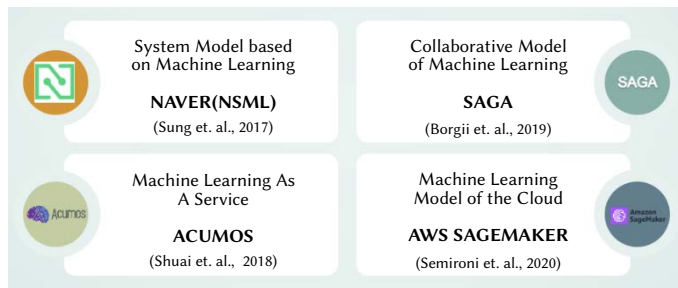 System Model based
on Machine Learning
NAVER(NSML)
(Sung et. al., 2017)
Collaborative Model
of Machine Learning
SAGA
(Borgii et. al., 2019)
SAGA
Machine Learning As
A Service
ACUMOS
(Shuai et. al., 2018)
Acumos
Machine Learning
Model of the Cloud
AWS SAGEMAKER
(Semironi et. al., 2020)
Amazon
SageMaker